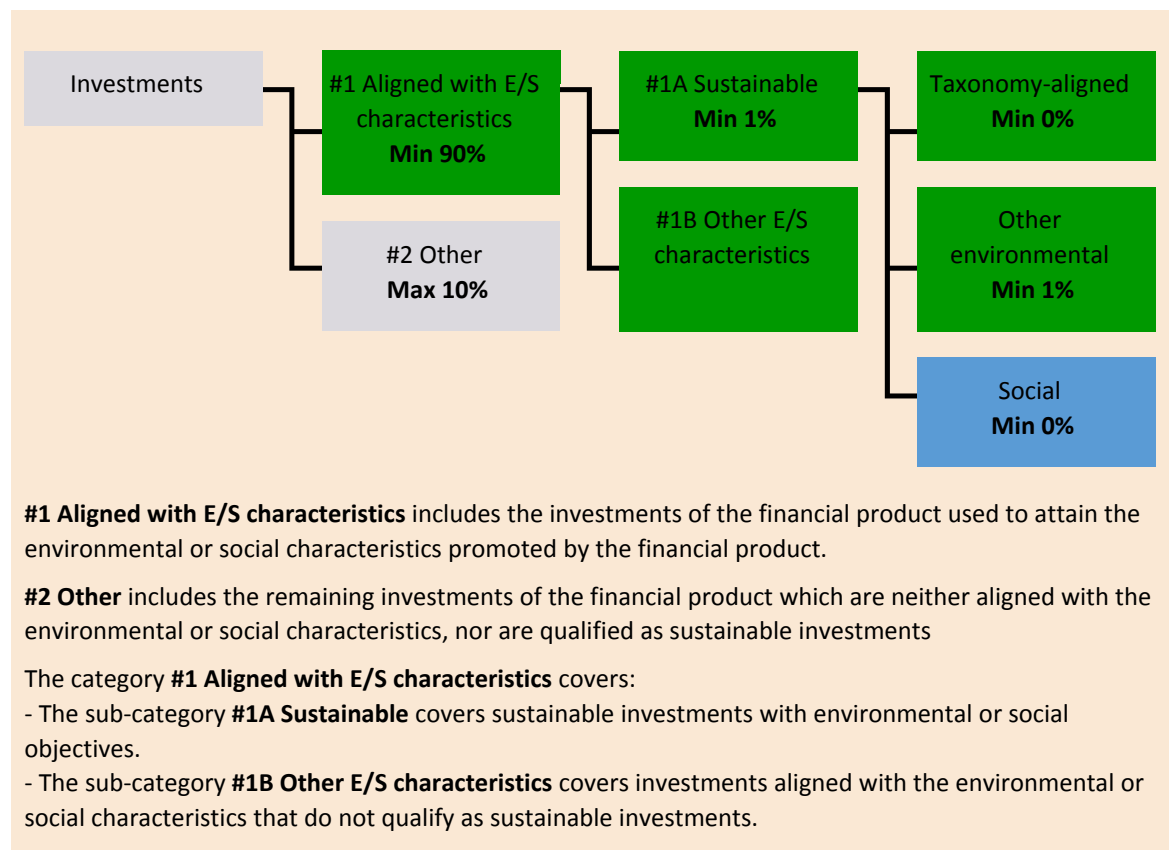 Investments
#1 Aligned with E/S
characteristics
Min 90%
#2 Other
Max 10%
#1A Sustainable
Min 1%
#1B Other E/S
characteristics
Taxonomy-aligned
Min 0%
Other
environmental
Min 1%
Social
Min 0%
#1 Aligned with E/S characteristics includes the investments of the financial product used to attain the
environmental or social characteristics promoted by the financial product.
#2 Other includes the remaining investments of the financial product which are neither aligned with the
environmental or social characteristics, nor are qualified as sustainable investments
The category #1 Aligned with E/S characteristics covers:
- The sub-category #1A Sustainable covers sustainable investments with environmental or social
objectives.
- The sub-category #1B Other E/S characteristics covers investments aligned with the environmental or
social characteristics that do not qualify as sustainable investments.